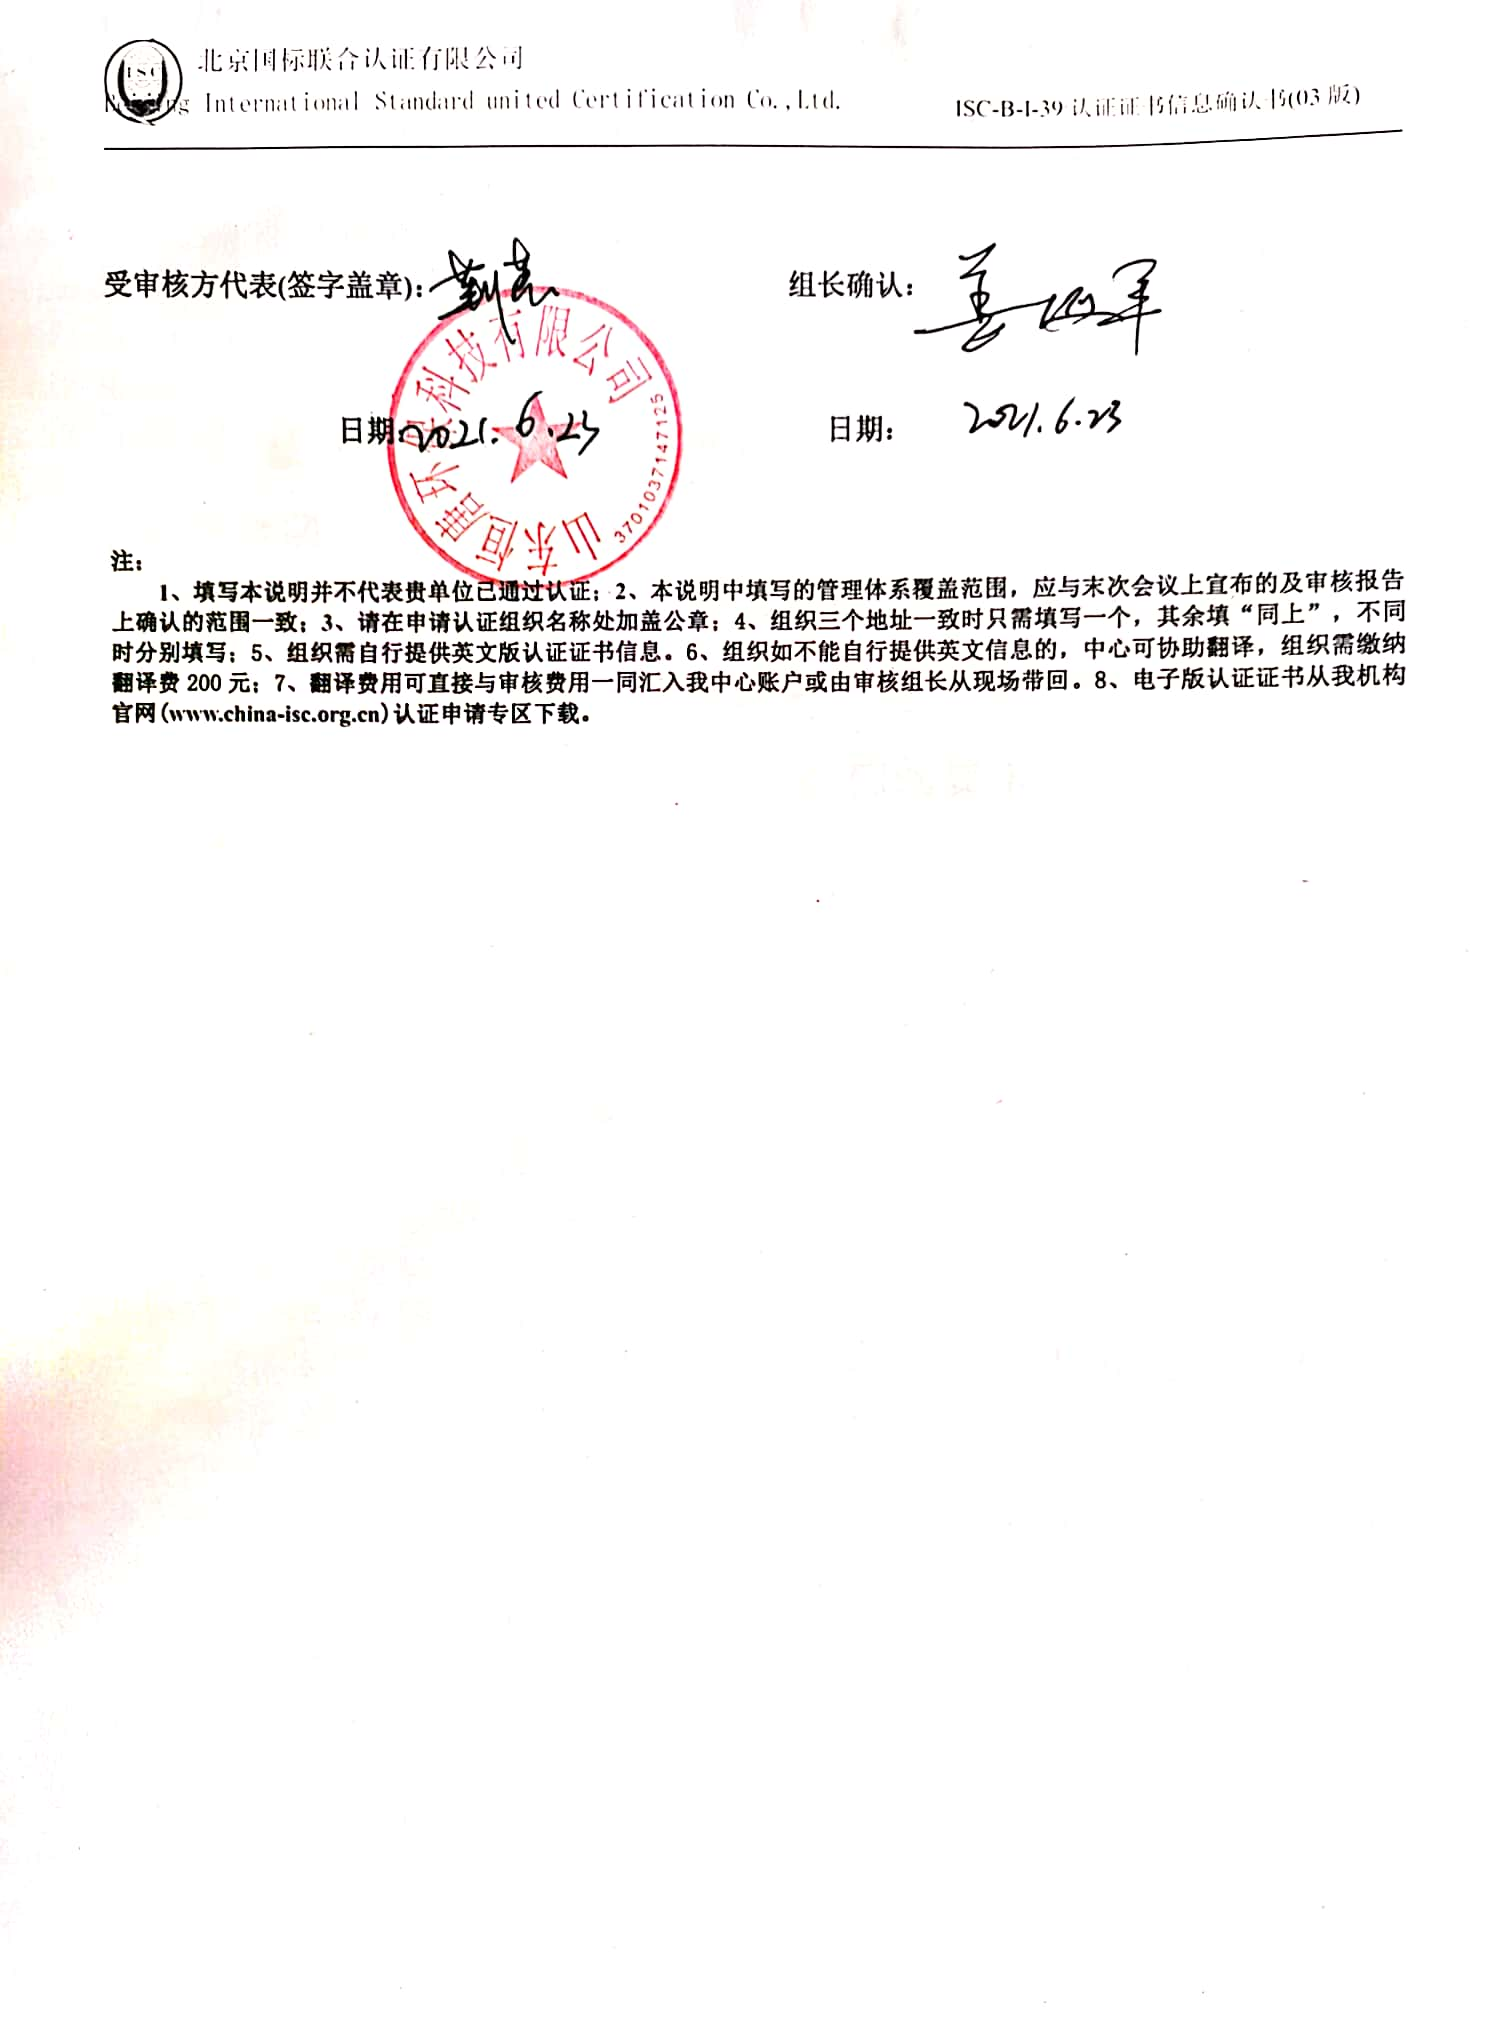 北京国标联合认证有限公司
Beijing International Standard united Certification Co.,Ltd.
ISC-B-I-39 认证证书信息确认书(03 版)
受审核方代表(签字盖章):
组长确认:
山东恒唐环保科技有限公司
3701037147125
日期: 2021.6.23
日期: 2021.6.23
注:
1、填写本说明并不代表贵单位已通过认证; 2、本说明中填写的管理体系覆盖范围, 应与末次会议上宣布的及审核报告
上确认的范围一致; 3、请在申请认证组织名称处加盖公章; 4、组织三个地址一致时只需填写一个, 其余填“同上”, 不同
时分别填写; 5、组织需自行提供英文版认证证书信息。6、组织如不能自行提供英文信息的, 中心可协助翻译, 组织需缴纳
翻译费 200 元; 7、翻译费用可直接与审核费用一同汇入我中心账户或由审核组长从现场带回。8、电子版认证证书从我机构
官网(www.china-isc.org.cn)认证申请专区下载。